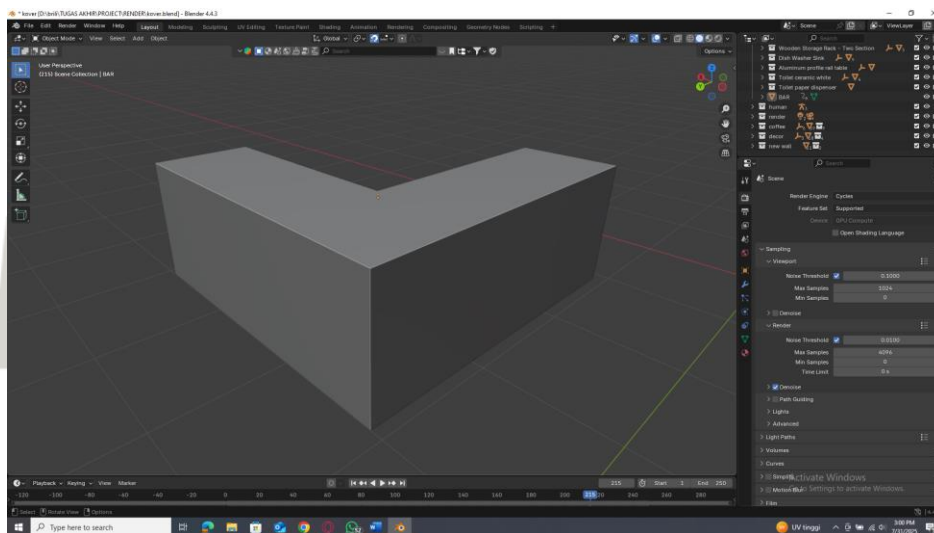 * kover [D:\brili\TUGAS AKHIR\PROJECT\RENDER\kover.blend] - Blender 4.4.3
File Edit Render Window Help Layout Modeling Sculpting UV Editing Texture Paint Shading Animation Rendering Compositing Geometry Nodes Scripting + Scene ViewLayer
Object Mode View Select Add Object Global
Options
User Perspective
(215) Scene Collection | BAR
Wooden Storage Rack - Two Section
Dish Washer Sink
Aluminum profile rail table
Toilet ceramic white
Toilet paper dispenser
BAR
human
render
coffee
decor
new wall
Search
Scene
Render Engine Cycles
Feature Set Supported
Device GPU Compute
Open Shading Language
Sampling
Viewport
Noise Threshold 0.1000
Max Samples 1024
Min Samples 0
Denoise
Render
Noise Threshold 0.0100
Max Samples 4096
Min Samples 0
Time Limit 0 s
Denoise
Path Guiding
Lights
Advanced
Light Paths
Volumes
Curves
Simplify
Motion Blur
Film
Activate Windows
Go to Settings to activate Windows.
Playback Keying View Marker 215 Start 1 End 250
-120 -100 -80 -60 -40 -20 0 20 40 60 80 100 120 140 160 180 200 215 220 240 260 280
Select Rotate View Options
Type here to search UV tinggi 3:00 PM
7/31/2025